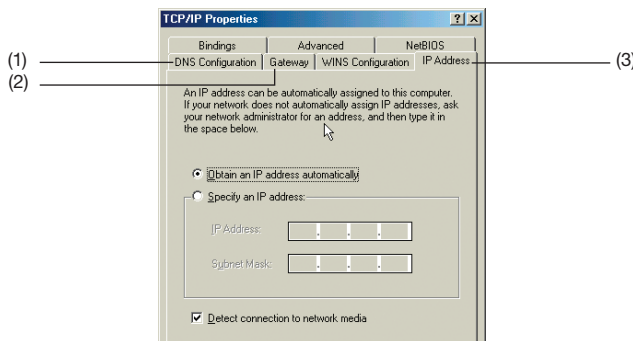 TCP/IP Properties
Bindings Advanced NetBIOS
(1) DNS Configuration Gateway WINS Configuration IP Address (3)
(2)
An IP address can be automatically assigned to this computer.
If your network does not automatically assign IP addresses, ask
your network administrator for an address, and then type it in
the space below.
Obtain an IP address automatically
Specify an IP address:
IP Address:
Subnet Mask:
Detect connection to network media